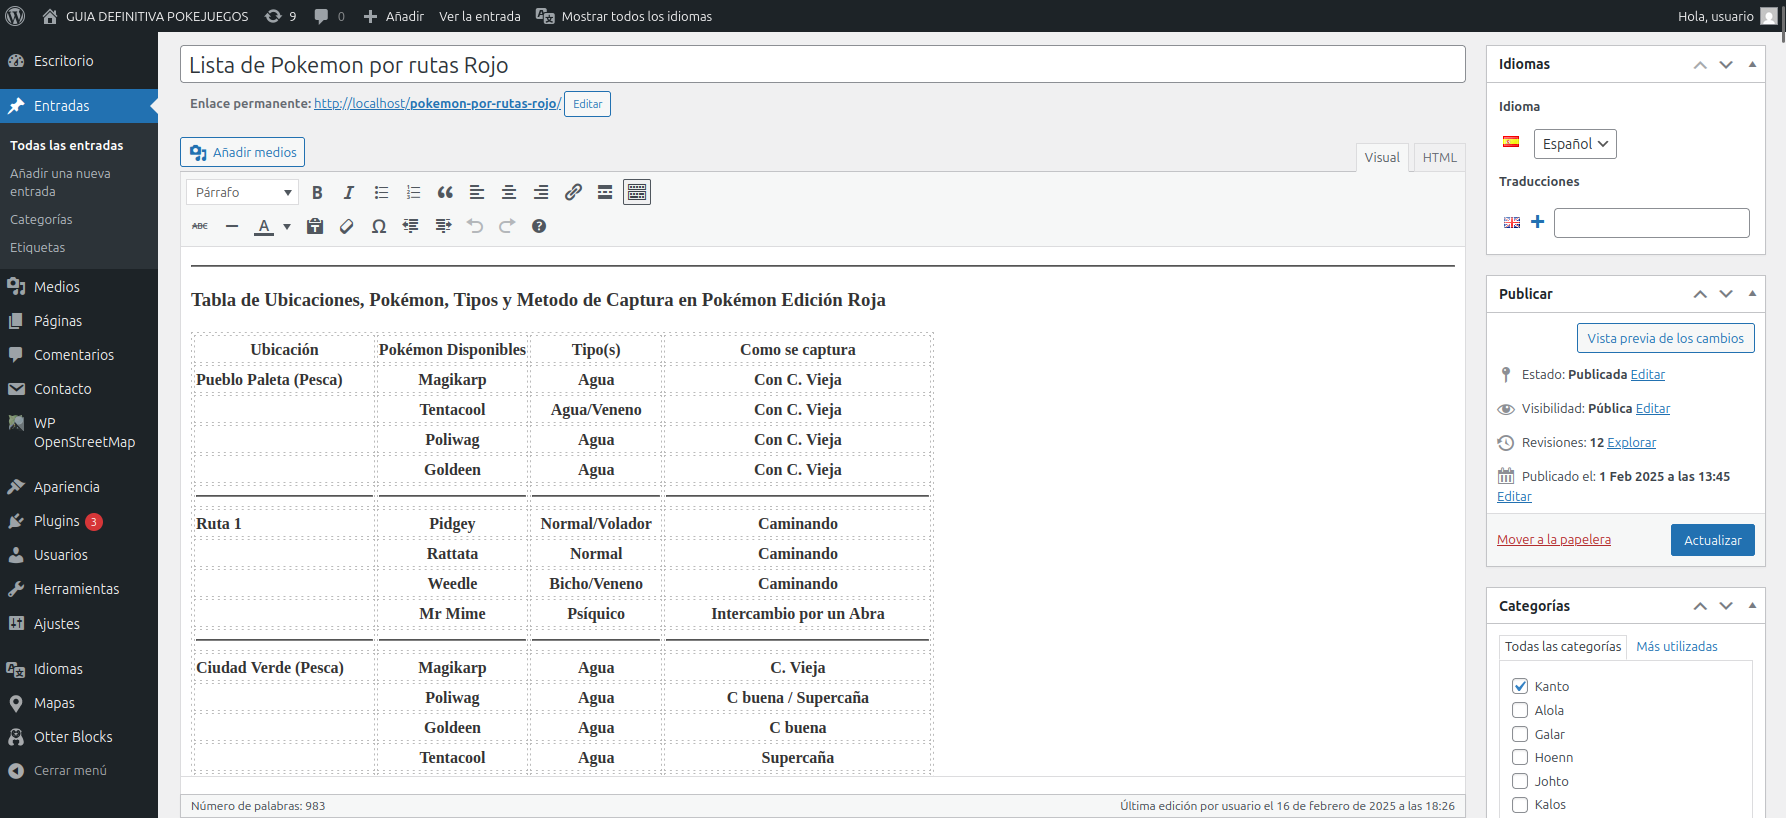 GUIA DEFINITIVA POKEJUEGOS 9 0 Añadir Ver la entrada Mostrar todos los idiomas Hola, usuario
Escritorio
Entradas
Todas las entradas
Añadir una nueva
entrada
Categorías
Etiquetas
Medios
Páginas
Comentarios
Contacto
WP
OpenStreetMap
Apariencia
Plugins 3
Usuarios
Herramientas
Ajustes
Idiomas
Mapas
Otter Blocks
Cerrar menú
Lista de Pokemon por rutas Rojo
Enlace permanente: http://localhost/pokemon-por-rutas-rojo/ Editar
Añadir medios
Visual HTML
Párrafo
ABC
Tabla de Ubicaciones, Pokémon, Tipos y Metodo de Captura en Pokémon Edición Roja
Ubicación Pokémon Disponibles Tipo(s) Como se captura
Pueblo Paleta (Pesca) Magikarp Agua Con C. Vieja
Tentacool Agua/Veneno Con C. Vieja
Poliwag Agua Con C. Vieja
Goldeen Agua Con C. Vieja
Ruta 1 Pidgey Normal/Volador Caminando
Rattata Normal Caminando
Weedle Bicho/Veneno Caminando
Mr Mime Psíquico Intercambio por un Abra
Ciudad Verde (Pesca) Magikarp Agua C. Vieja
Poliwag Agua C buena / Supercaña
Goldeen Agua C buena
Tentacool Agua Supercaña
Número de palabras: 983 Última edición por usuario el 16 de febrero de 2025 a las 18:26
Idiomas
Idioma
Español
Traducciones
Publicar
Vista previa de los cambios
Estado: Publicada Editar
Visibilidad: Pública Editar
Revisiones: 12 Explorar
Publicado el: 1 Feb 2025 a las 13:45
Editar
Mover a la papelera Actualizar
Categorías
Todas las categorías Más utilizadas
Kanto
Alola
Galar
Hoenn
Johto
Kalos